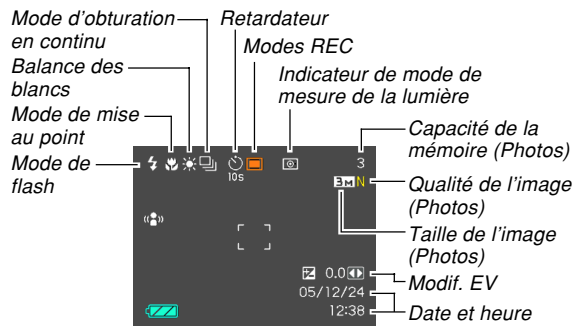 Mode d'obturation
en continu
Balance des
blancs
Mode de mise
au point
Mode de
flash
Retardateur
Modes REC
Indicateur de mode de
mesure de la lumière
Capacité de la
mémoire (Photos)
Qualité de l'image
(Photos)
Taille de l'image
(Photos)
Modif. EV
Date et heure
10s
3
3M N
0.0
05/12/24
12:38